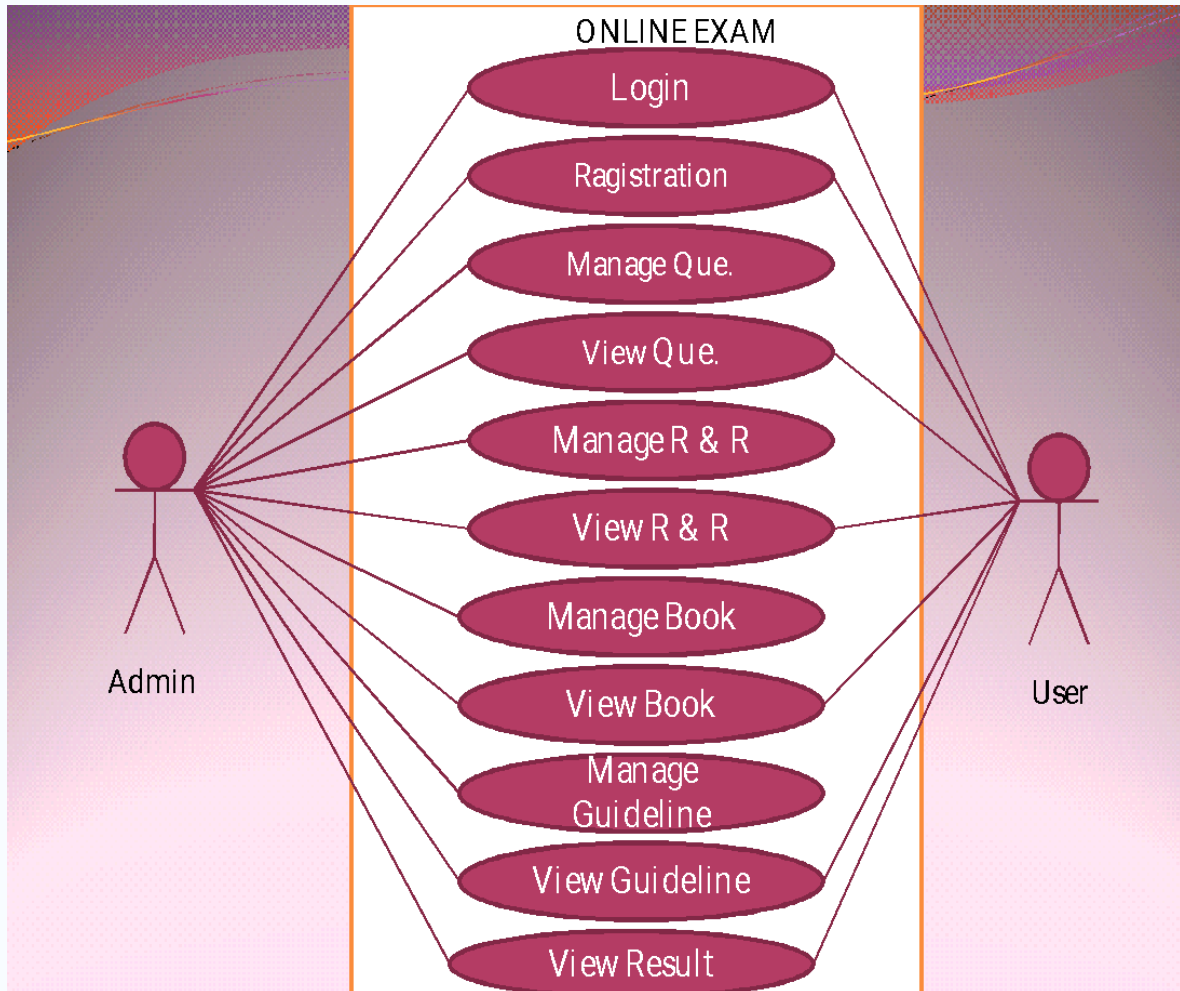 ONLINE EXAM
Login
Ragistration
Manage Que.
View Que.
Manage R & R
View R & R
Manage Book
View Book
Manage
Guideline
View Guideline
View Result
Admin
User